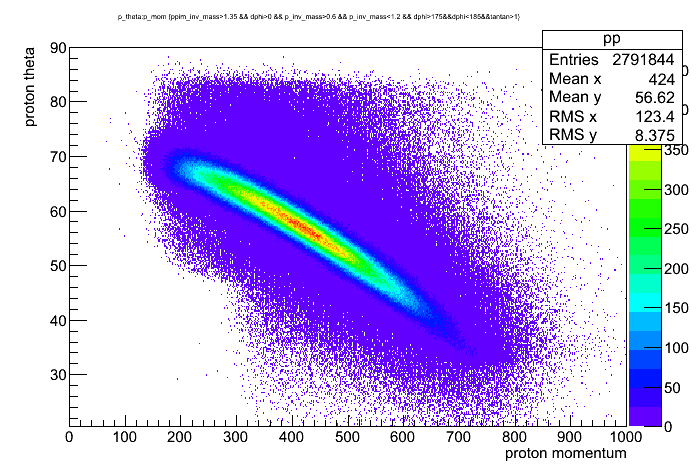 p_theta:p_mom {ppim_inv_mass>1.35 && dphi>0 && p_inv_mass>0.6 && p_inv_mass<1.2 && dphi>175&&dphi<185&&tantan>1}
pp
Entries 2791844
Mean x 424
Mean y 56.62
RMS x 123.4
RMS y 8.375
proton theta
90
80
70
60
50
40
30
0 100 200 300 400 500 600 700 800 900 1000
proton momentum
0
0
350
300
250
200
150
100
50
0